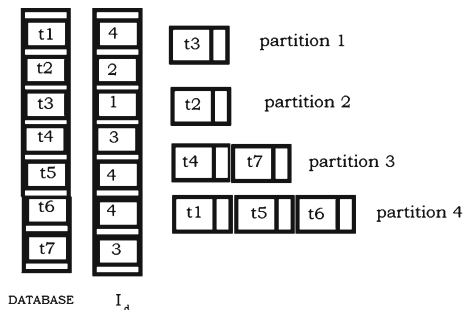 t1 4 t3 partition 1
t2 2
t3 1 t2 partition 2
t4 3 t4 t7 partition 3
t5 4
t6 4 t1 t5 t6 partition 4
t7 3
DATABASE I_d